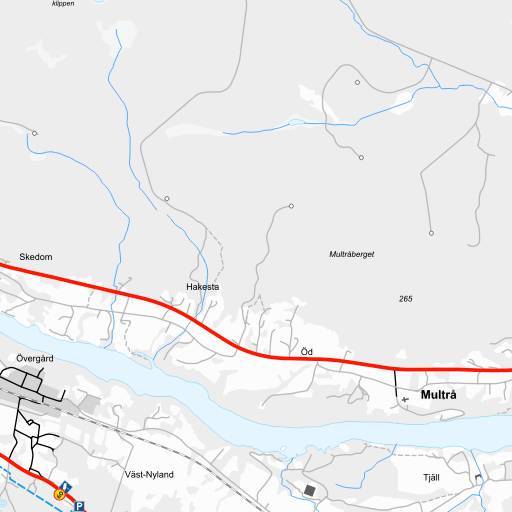 klippen
Multråberget
Skedom
Hakesta
265
Öd
Övergård
Multrå
Väst-Nyland
Tjäll
S
P